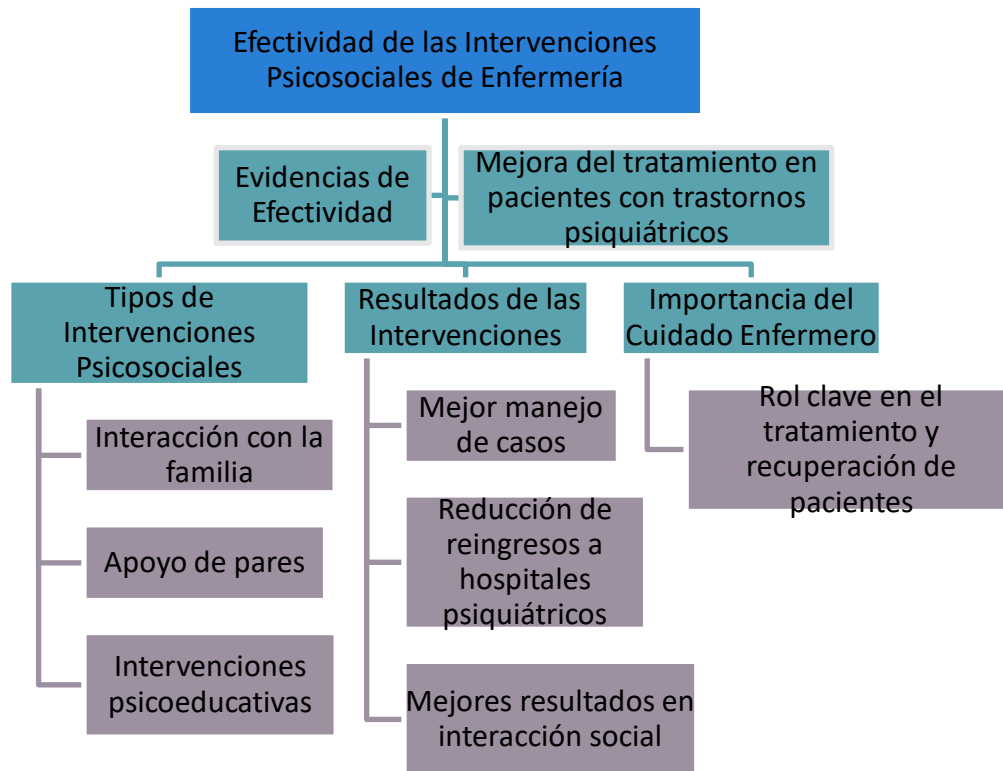 Efectividad de las Intervenciones
Psicosociales de Enfermería
Evidencias de
Efectividad
Mejora del tratamiento en
pacientes con trastornos
psiquiátricos
Tipos de
Intervenciones
Psicosociales
Interacción con la
familia
Apoyo de pares
Intervenciones
psicoeducativas
Resultados de las
Intervenciones
Mejor manejo
de casos
Reducción de
reingresos a
hospitales
psiquiátricos
Mejores resultados en
interacción social
Importancia del
Cuidado Enfermero
Rol clave en el
tratamiento y
recuperación de
pacientes